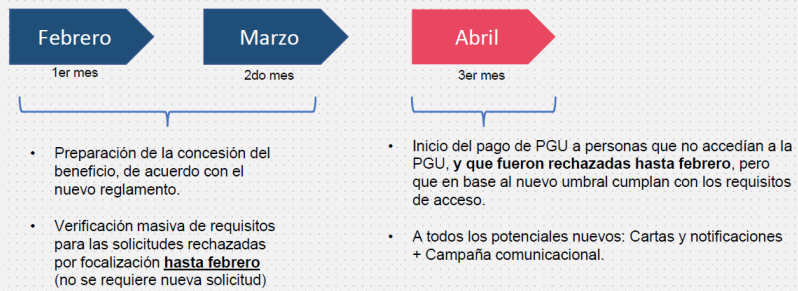 Febrero
Marzo
Abril
1er mes
2do mes
3er mes
• Preparación de la concesión del
beneficio, de acuerdo con el
nuevo reglamento.
• Verificación masiva de requisitos
para las solicitudes rechazadas
por focalización hasta febrero
(no se requiere nueva solicitud)
• Inicio del pago de PGU a personas que no accedían a la
PGU, y que fueron rechazadas hasta febrero, pero
que en base al nuevo umbral cumplan con los requisitos
de acceso.
• A todos los potenciales nuevos: Cartas y notificaciones
+ Campaña comunicacional.